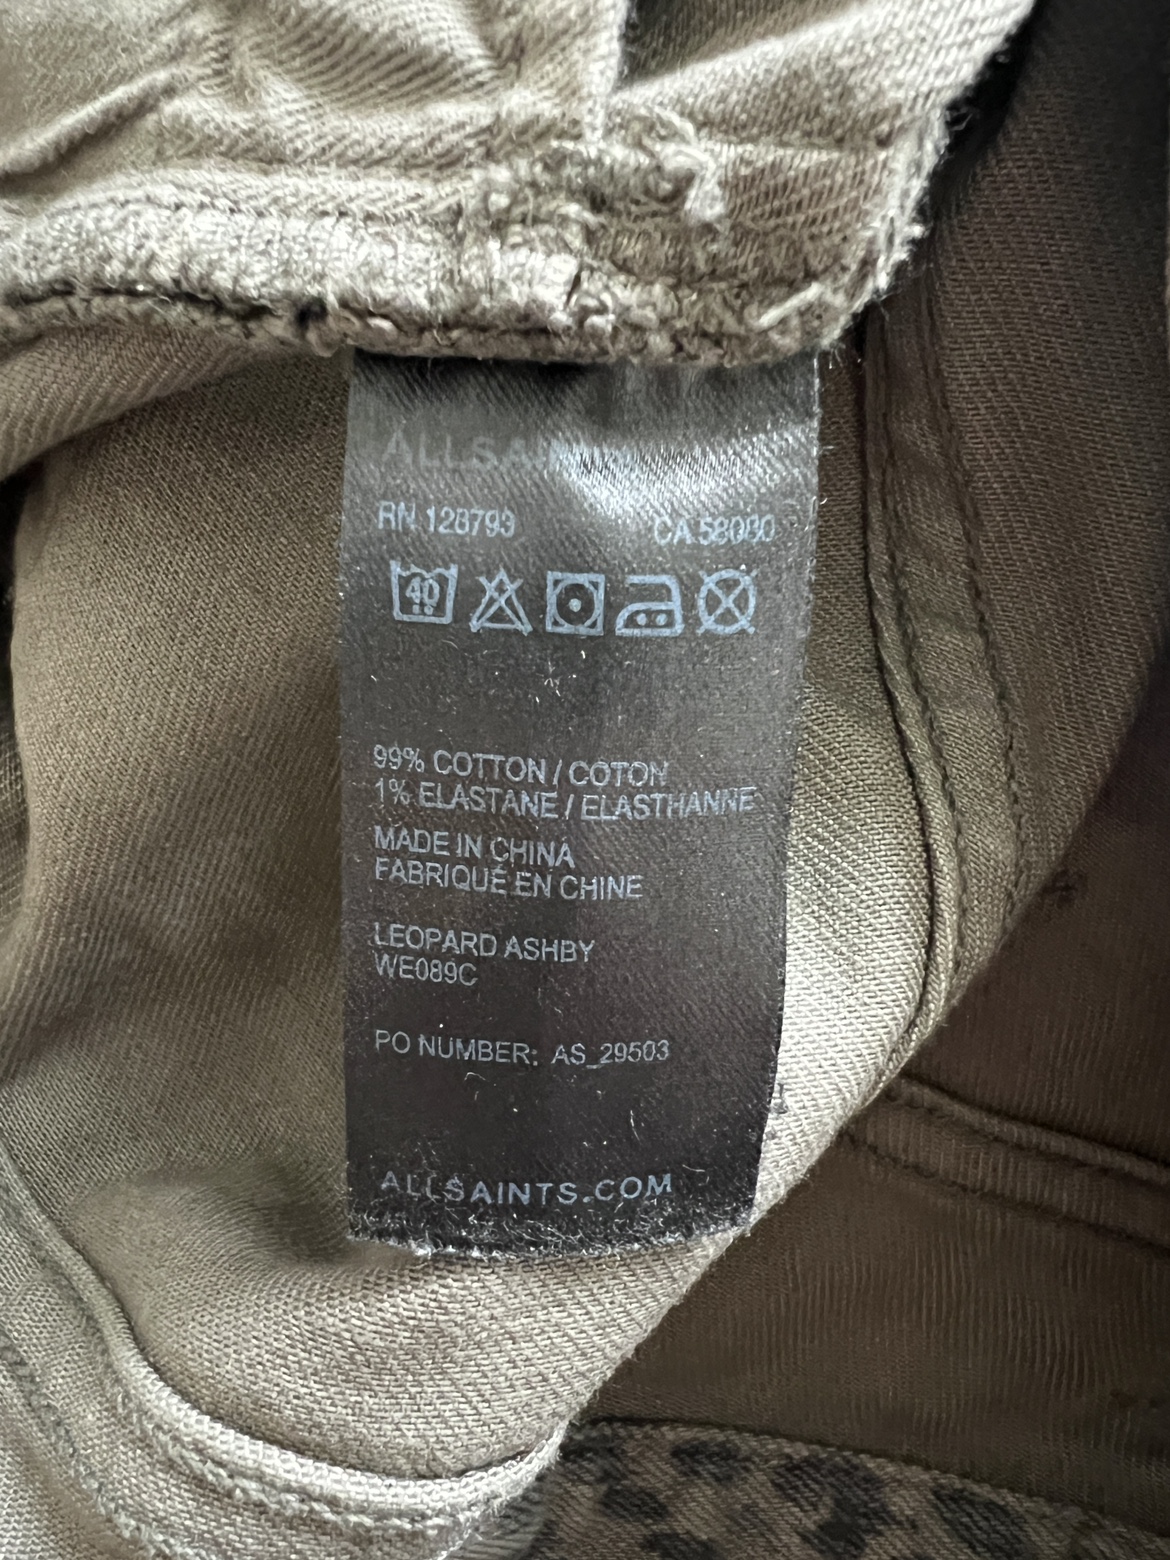 ALLSAINTS
RN 128793 CA 58080
40
99% COTTON / COTON
1% ELASTANE / ELASTHANNE
MADE IN CHINA
FABRIQUÉ EN CHINE
LEOPARD ASHBY
WE089C
PO NUMBER: AS_29503
ALLSAINTS.COM